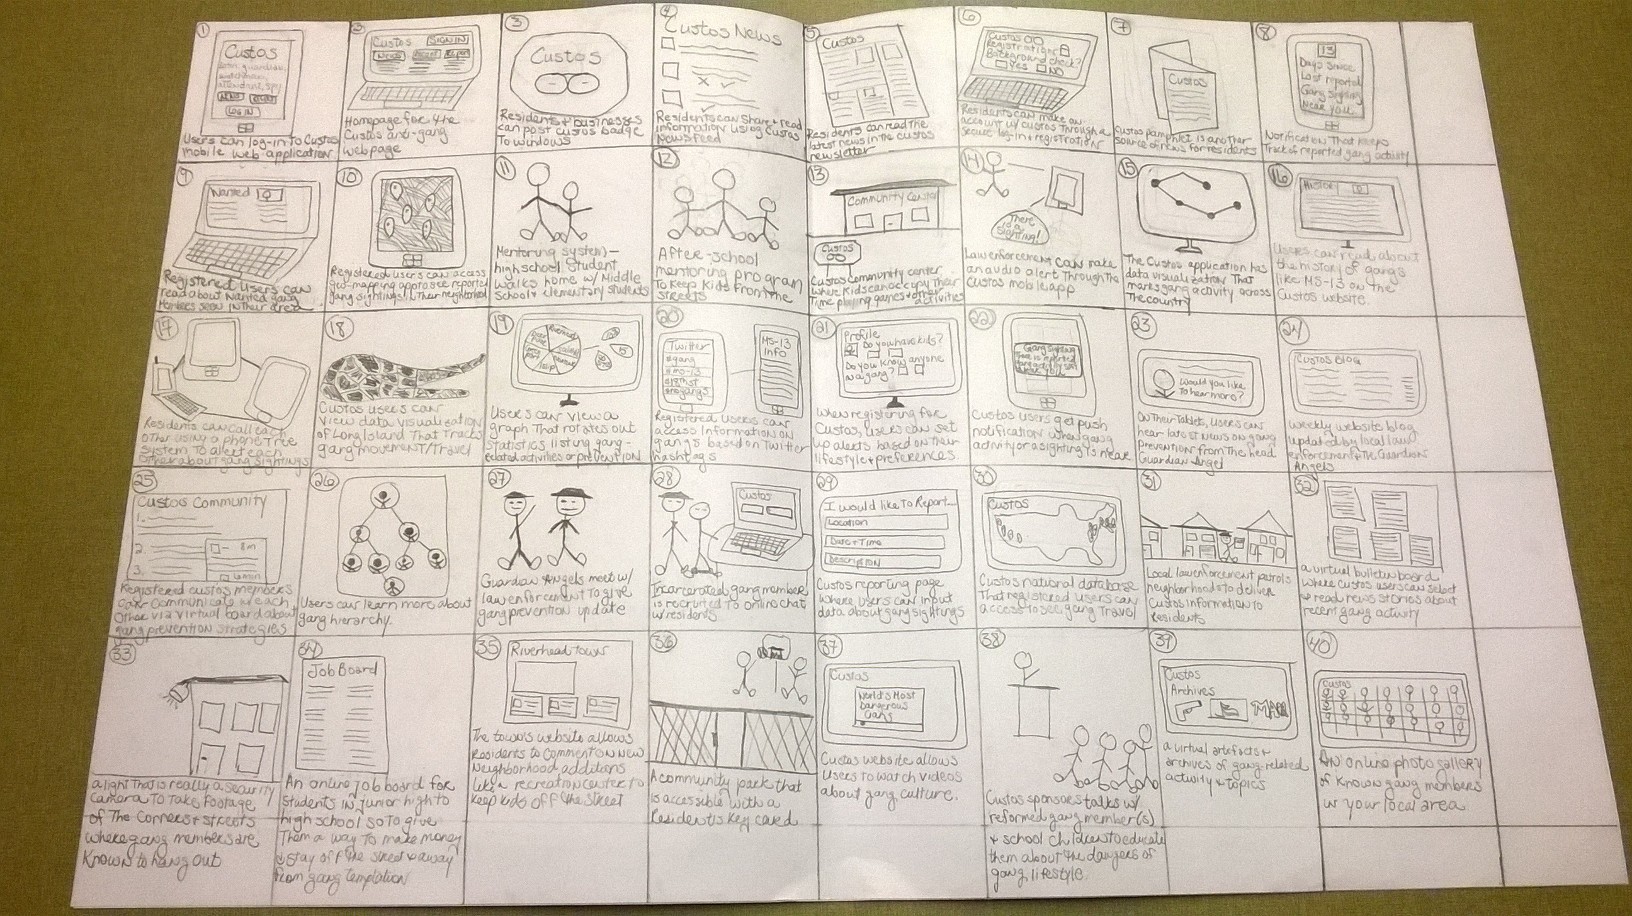 1
Custos
LOG IN
Users can log-in to Custos
mobile web application
2
Custos SIGN IN
News Report
Homepage for the
Custos anti-gang
webpage
3
Custos
Residents + businesses
can post custos badge
to windows
4
Custos News
Residents can share + read
information using Custos
Newsfeed
5
Custos
Residents can read the
latest news in the custos
newsletter
6
Custos
Registration:
Background check?
Yes NO
Residents can make an
account w/ custos through a
secure log-in + registration
7
Custos
Custos pamphlet is another
source of news for residents
8
13
Days since
Last reported
Gang sighting
Near you
Notification that keeps
track of reported gang activity
9
Wanted
Registered users can
read about wanted gang
members seen in their area
10
Registered users can access
geo-mapping app to see reported
gang sightings in their neighborhood
11
Mentoring system -
high school student
walks home w/ middle
school + elementary students
12
After-school
mentoring program
to keep kids from the
streets
13
Community Center
Custos
Custos community center
where kids can occupy their
time playing games + other activities
14
There
is a
sighting!
Law enforcement can make
an audio alert through the
custos mobile app
15
The Custos application has
data visualization that
marks gang activity across
the country
16
History
Users can read about
the history of gangs
like MS-13 on the
Custos website.
17
Residents can call each
other using a phone tree
system to alert each
other about gang sightings
18
Custos users can
view data visualization
of Long Island that tracks
gang movement/travel
19
Users can view a
graph that rotates out
statistics listing gang-
related activities or prevention
20
Twitter
#gang
#ms-13
#18thst
#nogangs
MS-13
Info
Registered users can
access information on
gangs based on Twitter
hashtags
21
Profile
Do you have kids?
Do you know anyone
in a gang?
When registering for
Custos, users can set
up alerts based on their
lifestyle + preferences.
22
Gang Sighting
Custos users get push
notification when gang
activity or a sighting is near
23
Would you like
to hear more?
On their tablet, users can
hear latest news on gang
prevention from the head
Guardian Angel
24
Custos Blog
weekly website blog
updated by local law
enforcement + the Guardian
Angels
25
Custos Community
1.
2.
3.
Registered custos members
can communicate w/ each
other via virtual board about
gang prevention strategies
26
Users can learn more about
gang hierarchy.
27
Guardian Angels meet w/
law enforcement to give
gang prevention update
28
Custos
Incarcerated gang member
is recruited to online chat
w/ residents
29
I would like to Report....
Location
Date + Time
Description
Custos reporting page
where users can input
data about gang sightings
30
Custos
Custos national database
that registered users can
access to see gang travel
31
Local law enforcement patrols
neighborhoods to deliver
Custos information to
residents
32
a virtual bulletin board
where custos users can select
+ read news stories about
recent gang activity
33
a light that is really a security
camera to take footage
of the corners + streets
where gang members are
known to hang out
34
Job Board
An online job board for
students in junior high to
high school so to give
them a way to make money
+ stay off the street + away
from gang temptation
35
Riverhead town
The town's website allows
residents to comment on new
neighborhood additions
like a recreation center to
keep kids off the street
36
A community park that
is accessible with a
resident's key card
37
Custos
World's Most
Dangerous
Gangs
Custos website allows
users to watch videos
about gang culture.
38
Custos sponsors talks w/
reformed gang member(s)
+ school children to educate
them about the dangers of
gang lifestyle
39
Custos
Archives
a virtual artefacts +
archives of gang-related
activity + topics
40
Custos
An online photo gallery
of known gang members
in your local area